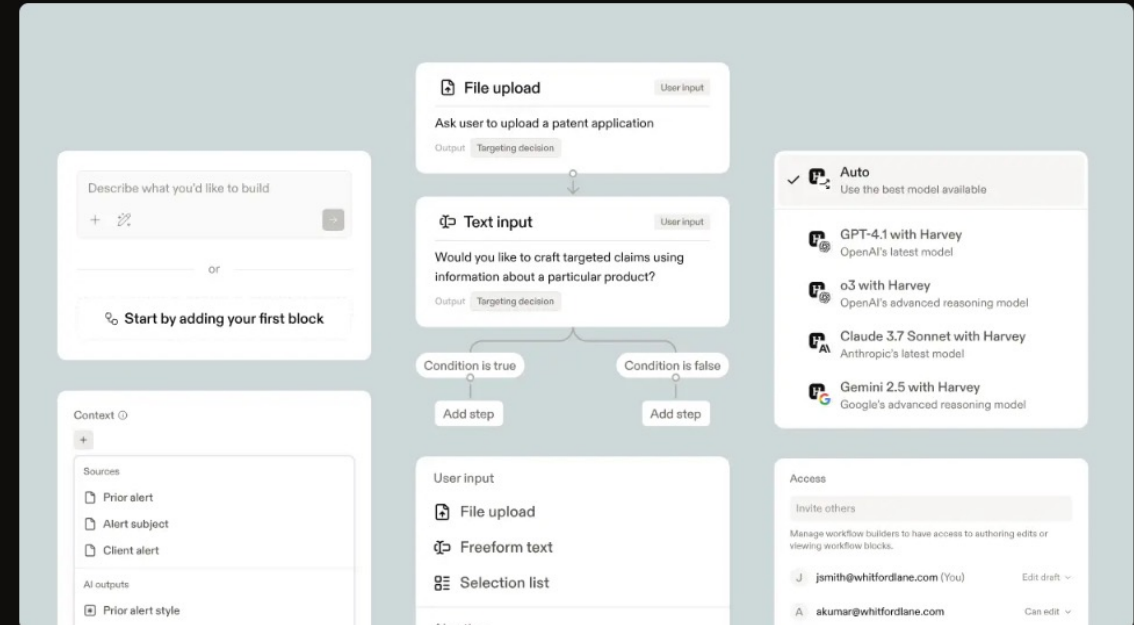 Describe what you'd like to build
or
Start by adding your first block
Context
Sources
Prior alert
Alert subject
Client alert
AI outputs
Prior alert style
File upload
User input
Ask user to upload a patent application
Output Targeting decision
Text input
User input
Would you like to craft targeted claims using
information about a particular product?
Output Targeting decision
Condition is true
Condition is false
Add step
Add step
User input
File upload
Freeform text
Selection list
Auto
Use the best model available
GPT-4.1 with Harvey
OpenAI's latest model
o3 with Harvey
OpenAI's advanced reasoning model
Claude 3.7 Sonnet with Harvey
Anthropic's latest model
Gemini 2.5 with Harvey
Google's advanced reasoning model
Access
Invite others
Manage workflow builders to have access to authoring edits or
viewing workflow blocks.
J jsmith@whitfordlane.com (You) Edit draft
A akumar@whitfordlane.com Can edit